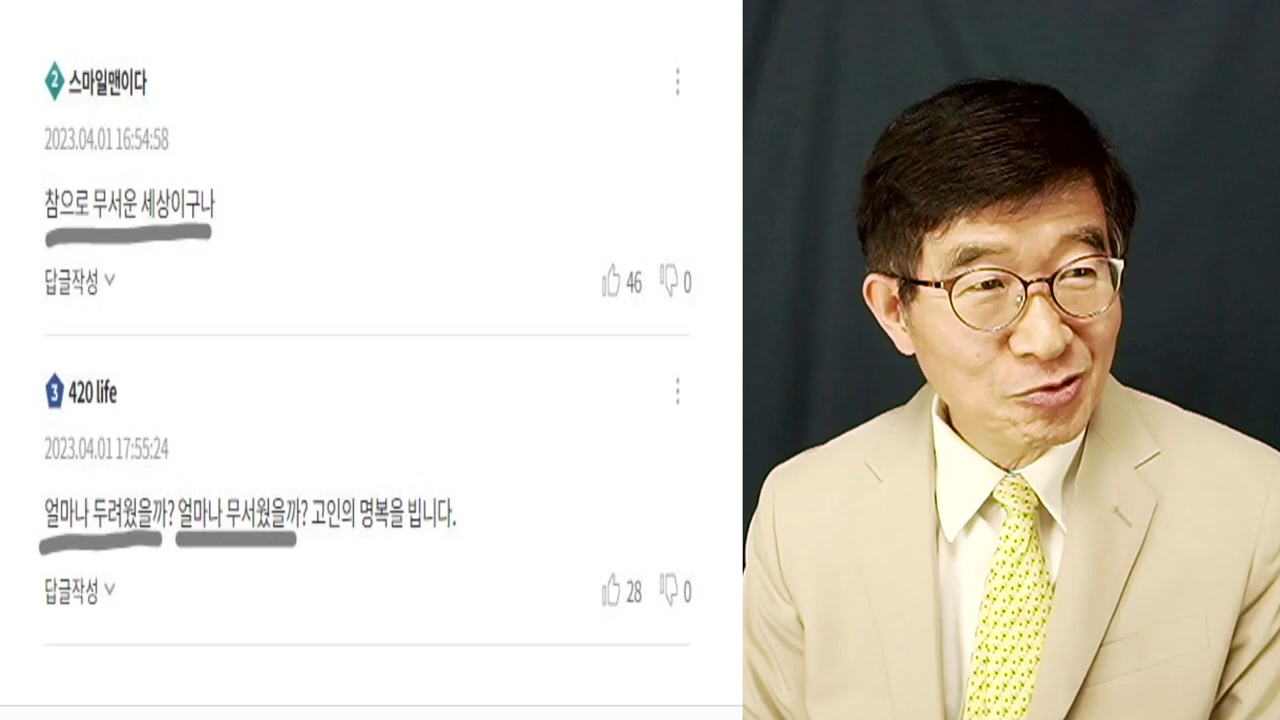 2 스마일맨이다
2023.04.01 16:54:58
참으로 무서운 세상이구나
답글작성
46 0
3 420 life
2023.04.01 17:55:24
얼마나 두려웠을까? 얼마나 무서웠을까? 고인의 명복을 빕니다.
답글작성
28 0